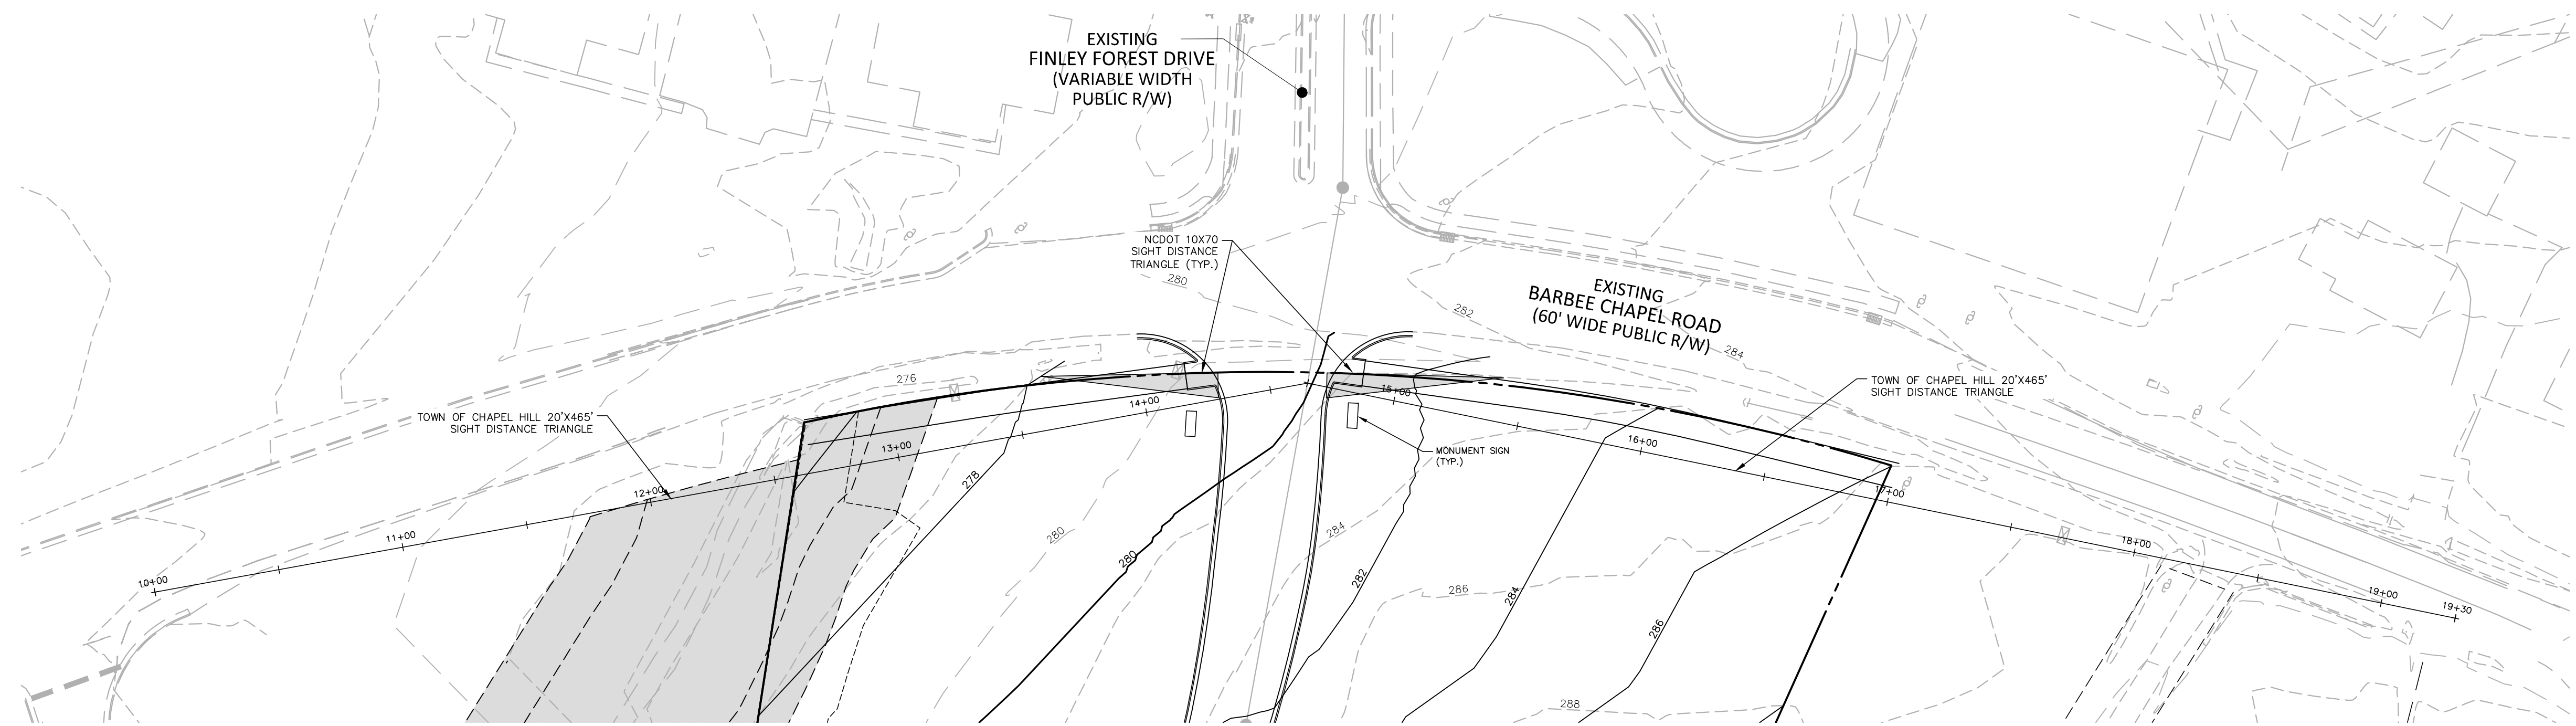 EXISTING
FINLEY FOREST DRIVE
(VARIABLE WIDTH
PUBLIC R/W)
NCDOT 10X70
SIGHT DISTANCE
TRIANGLE (TYP.)
280
282
EXISTING
BARBEE CHAPEL ROAD
(60' WIDE PUBLIC R/W)
284
276
TOWN OF CHAPEL HILL 20'X465'
SIGHT DISTANCE TRIANGLE
TOWN OF CHAPEL HILL 20'X465'
SIGHT DISTANCE
TRIANGLE
MONUMENT SIGN
(TYP.)
10+00
11+00
12+00
13+00
14+00
15+00
16+00
17+00
18+00
19+00
19+30
278
280
280
284
282
286
284
286
288